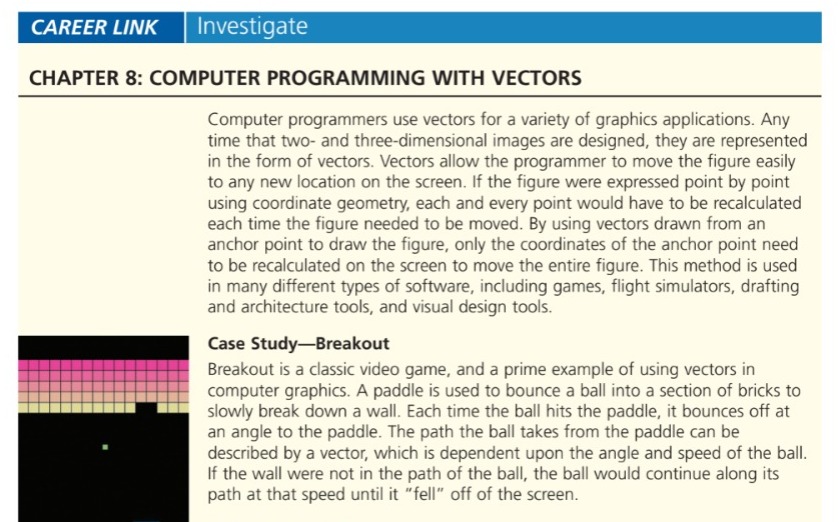 CAREER LINK Investigate
CHAPTER 8: COMPUTER PROGRAMMING WITH VECTORS
Computer programmers use vectors for a variety of graphics applications. Any
time that two- and three-dimensional images are designed, they are represented
in the form of vectors. Vectors allow the programmer to move the figure easily
to any new location on the screen. If the figure were expressed point by point
using coordinate geometry, each and every point would have to be recalculated
each time the figure needed to be moved. By using vectors drawn from an
anchor point to draw the figure, only the coordinates of the anchor point need
to be recalculated on the screen to move the entire figure. This method is used
in many different types of software, including games, flight simulators, drafting
and architecture tools, and visual design tools.
Case Study—Breakout
Breakout is a classic video game, and a prime example of using vectors in
computer graphics. A paddle is used to bounce a ball into a section of bricks to
slowly break down a wall. Each time the ball hits the paddle, it bounces off at
an angle to the paddle. The path the ball takes from the paddle can be
described by a vector, which is dependent upon the angle and speed of the ball.
If the wall were not in the path of the ball, the ball would continue along its
path at that speed until it "fell" off of the screen.